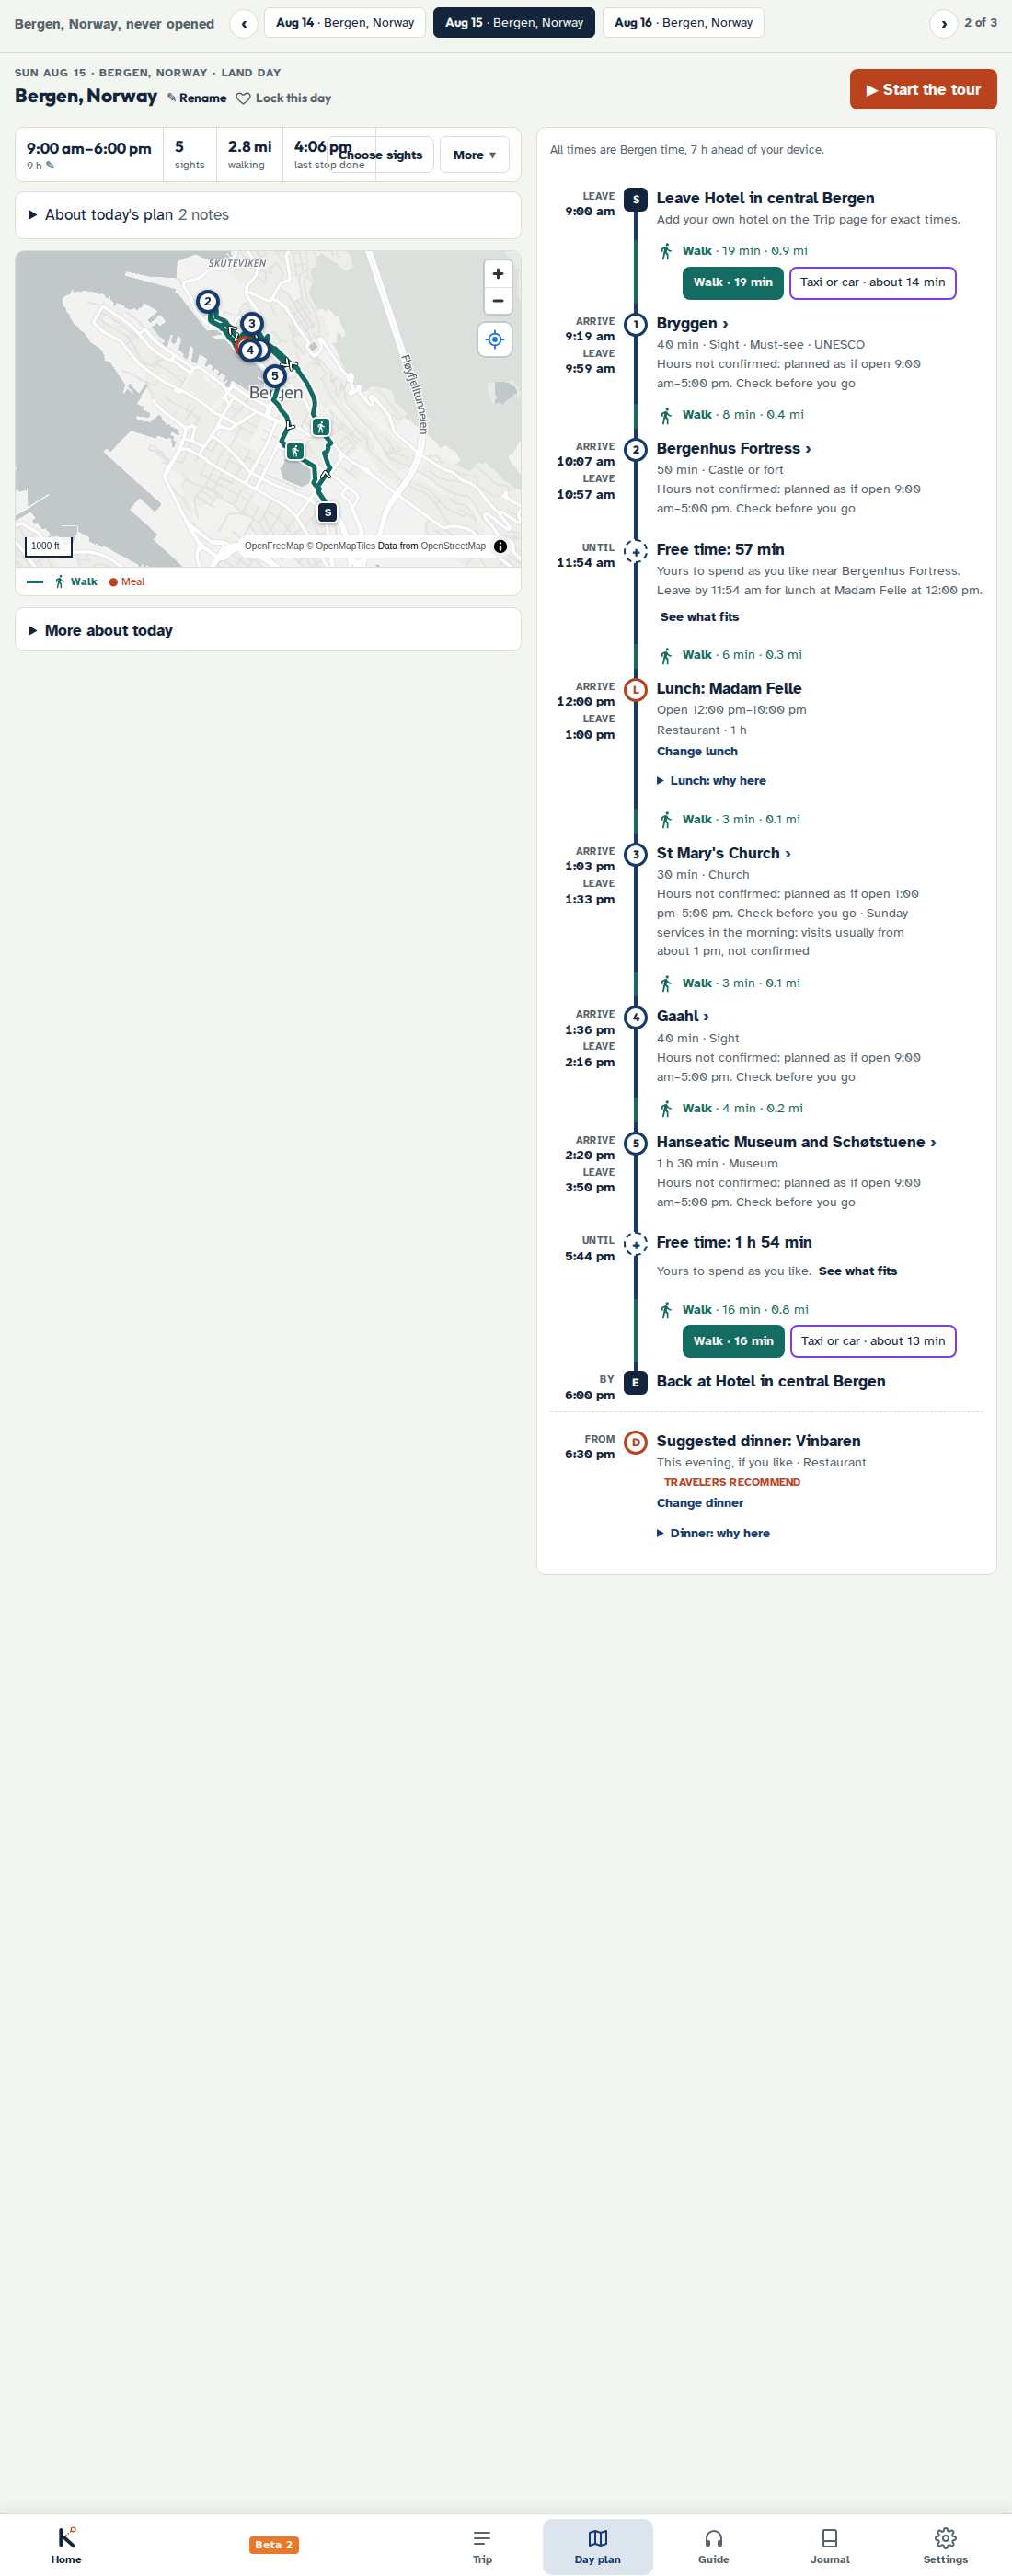 Bergen, Norway, never opened
‹
Aug 14 · Bergen, Norway
Aug 15 · Bergen, Norway
Aug 16 · Bergen, Norway
›
2 of 3
SUN AUG 15 · BERGEN, NORWAY · LAND DAY
Bergen, Norway
✎ Rename
Lock this day
▶ Start the tour
9:00 am–6:00 pm
9 h ✎
5
sights
2.8 mi
walking
4:06 pm
last stop done
Choose sights
More ▾
▶ About today's plan 2 notes
SKUTEVIKEN
Fløyfjelltunnelen
Bergen
2
3
4
5
S
+
−
1000 ft
OpenFreeMap © OpenMapTiles Data from OpenStreetMap
Walk
Meal
▶ More about today
All times are Bergen time, 7 h ahead of your device.
LEAVE
9:00 am
S
Leave Hotel in central Bergen
Add your own hotel on the Trip page for exact times.
Walk · 19 min · 0.9 mi
Walk · 19 min
Taxi or car · about 14 min
ARRIVE
9:19 am
LEAVE
9:59 am
1
Bryggen ›
40 min · Sight · Must-see · UNESCO
Hours not confirmed: planned as if open 9:00
am–5:00 pm. Check before you go
Walk · 8 min · 0.4 mi
ARRIVE
10:07 am
LEAVE
10:57 am
2
Bergenhus Fortress ›
50 min · Castle or fort
Hours not confirmed: planned as if open 9:00
am–5:00 pm. Check before you go
UNTIL
11:54 am
+
Free time: 57 min
Yours to spend as you like near Bergenhus Fortress.
Leave by 11:54 am for lunch at Madam Felle at 12:00 pm.
See what fits
Walk · 6 min · 0.3 mi
ARRIVE
12:00 pm
LEAVE
1:00 pm
L
Lunch: Madam Felle
Open 12:00 pm–10:00 pm
Restaurant · 1 h
Change lunch
▶ Lunch: why here
Walk · 3 min · 0.1 mi
ARRIVE
1:03 pm
LEAVE
1:33 pm
3
St Mary's Church ›
30 min · Church
Hours not confirmed: planned as if open 1:00
pm–5:00 pm. Check before you go · Sunday
services in the morning: visits usually from
about 1 pm, not confirmed
Walk · 3 min · 0.1 mi
ARRIVE
1:36 pm
LEAVE
2:16 pm
4
Gaahl ›
40 min · Sight
Hours not confirmed: planned as if open 9:00
am–5:00 pm. Check before you go
Walk · 4 min · 0.2 mi
ARRIVE
2:20 pm
LEAVE
3:50 pm
5
Hanseatic Museum and Schøtstuene ›
1 h 30 min · Museum
Hours not confirmed: planned as if open 9:00
am–5:00 pm. Check before you go
UNTIL
5:44 pm
+
Free time: 1 h 54 min
Yours to spend as you like. See what fits
Walk · 16 min · 0.8 mi
Walk · 16 min
Taxi or car · about 13 min
BY
6:00 pm
E
Back at Hotel in central Bergen
FROM
6:30 pm
D
Suggested dinner: Vinbaren
This evening, if you like · Restaurant
TRAVELERS RECOMMEND
Change dinner
▶ Dinner: why here
Home
Beta 2
Trip
Day plan
Guide
Journal
Settings